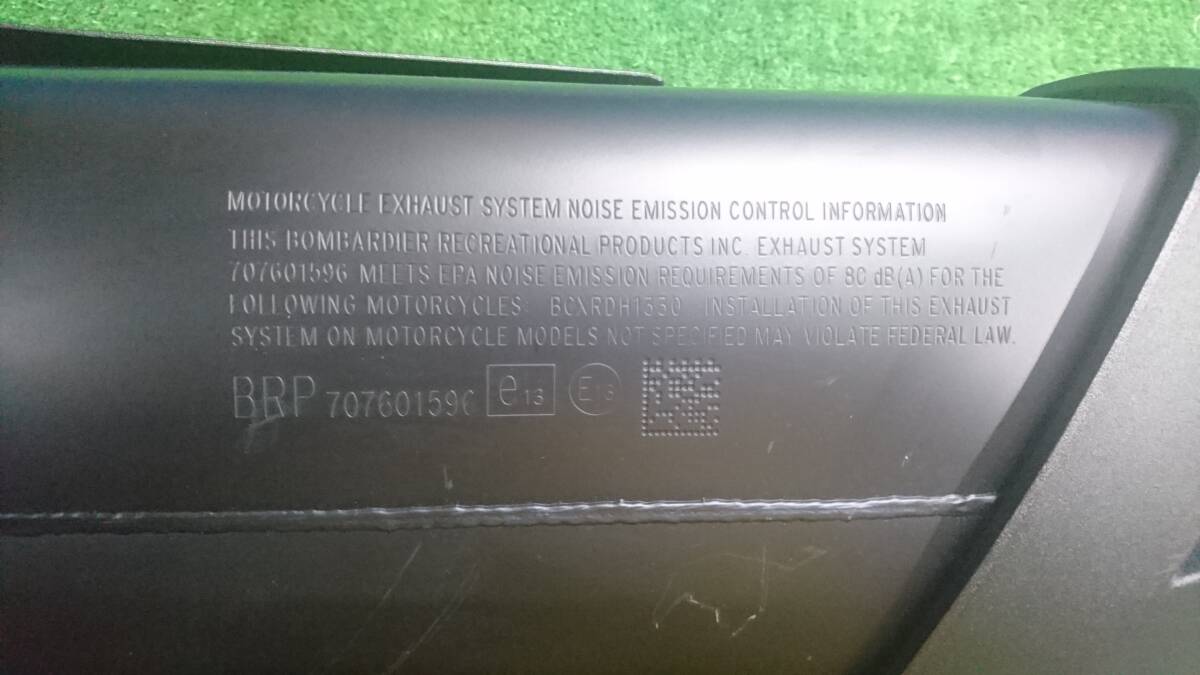 MOTORCYCLE EXHAUST SYSTEM NOISE EMISSION CONTROL INFORMATION
THIS BOMBARDIER RECREATIONAL PRODUCTS INC. EXHAUST SYSTEM
707601596 MEETS EPA NOISE EMISSION REQUIREMENTS OF 80 dB(A) FOR THE
FOLLOWING MOTORCYCLES: BCXRDH1330 INSTALLATION OF THIS EXHAUST
SYSTEM ON MOTORCYCLE MODELS NOT SPECIFIED MAY VIOLATE FEDERAL LAW.
BRP 707601596 e13 E13